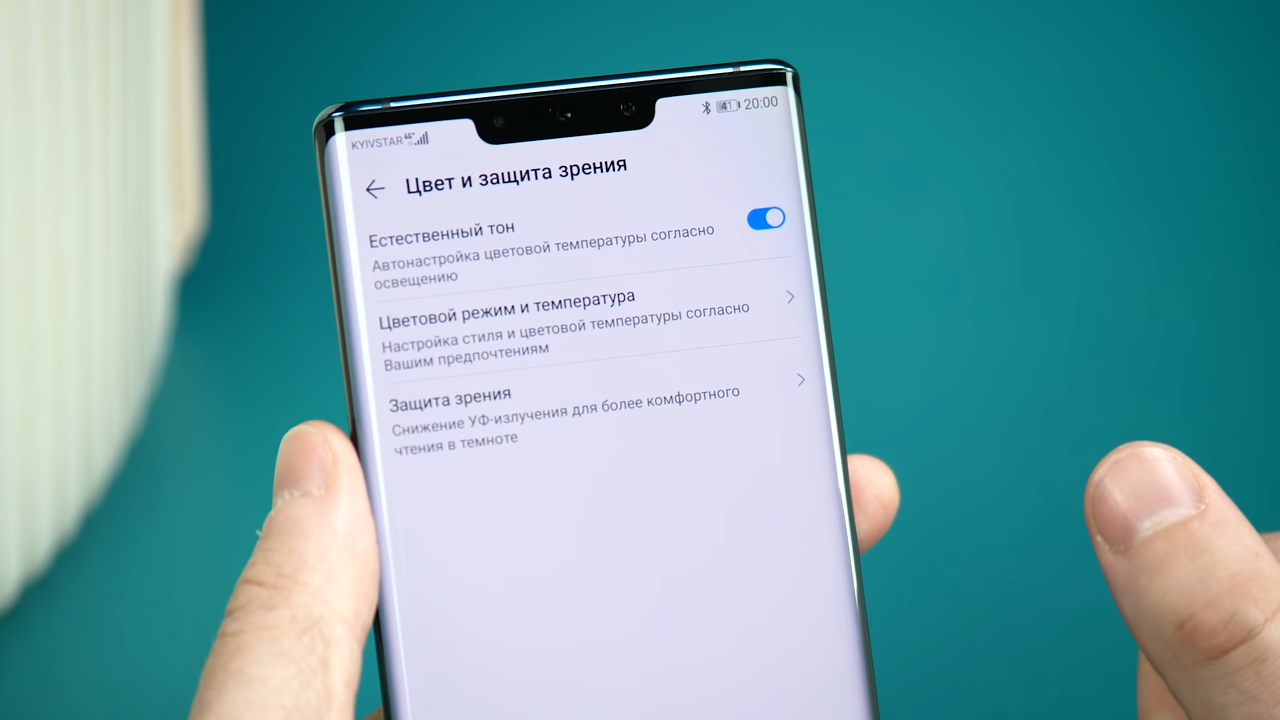 KYIVSTAR 4G+
41 20:00
Цвет и защита зрения
Естественный тон
Автонастройка цветовой температуры согласно
освещению
Цветовой режим и температура
Настройка стиля и цветовой температуры согласно
Вашим предпочтениям
Защита зрения
Снижение УФ-излучения для более комфортного
чтения в темноте